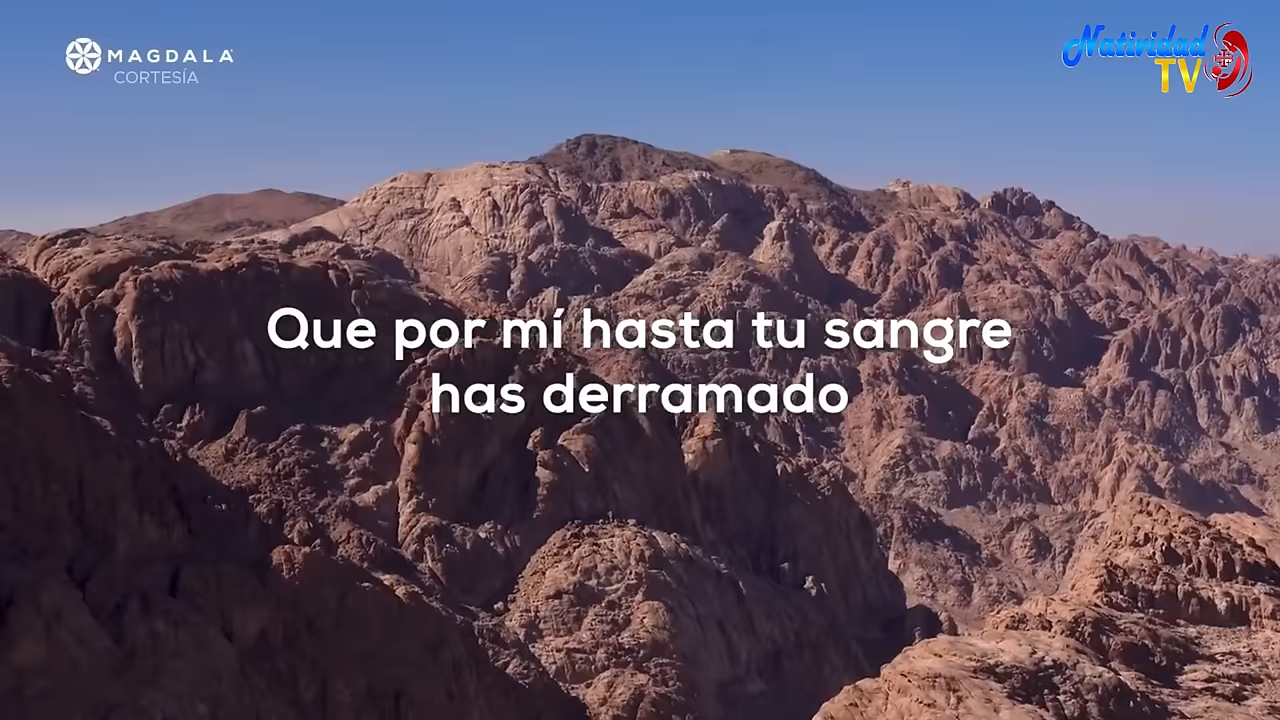 MAGDALA
CORTESÍA
Natividad
TV
Que por mí hasta tu sangre
has derramado